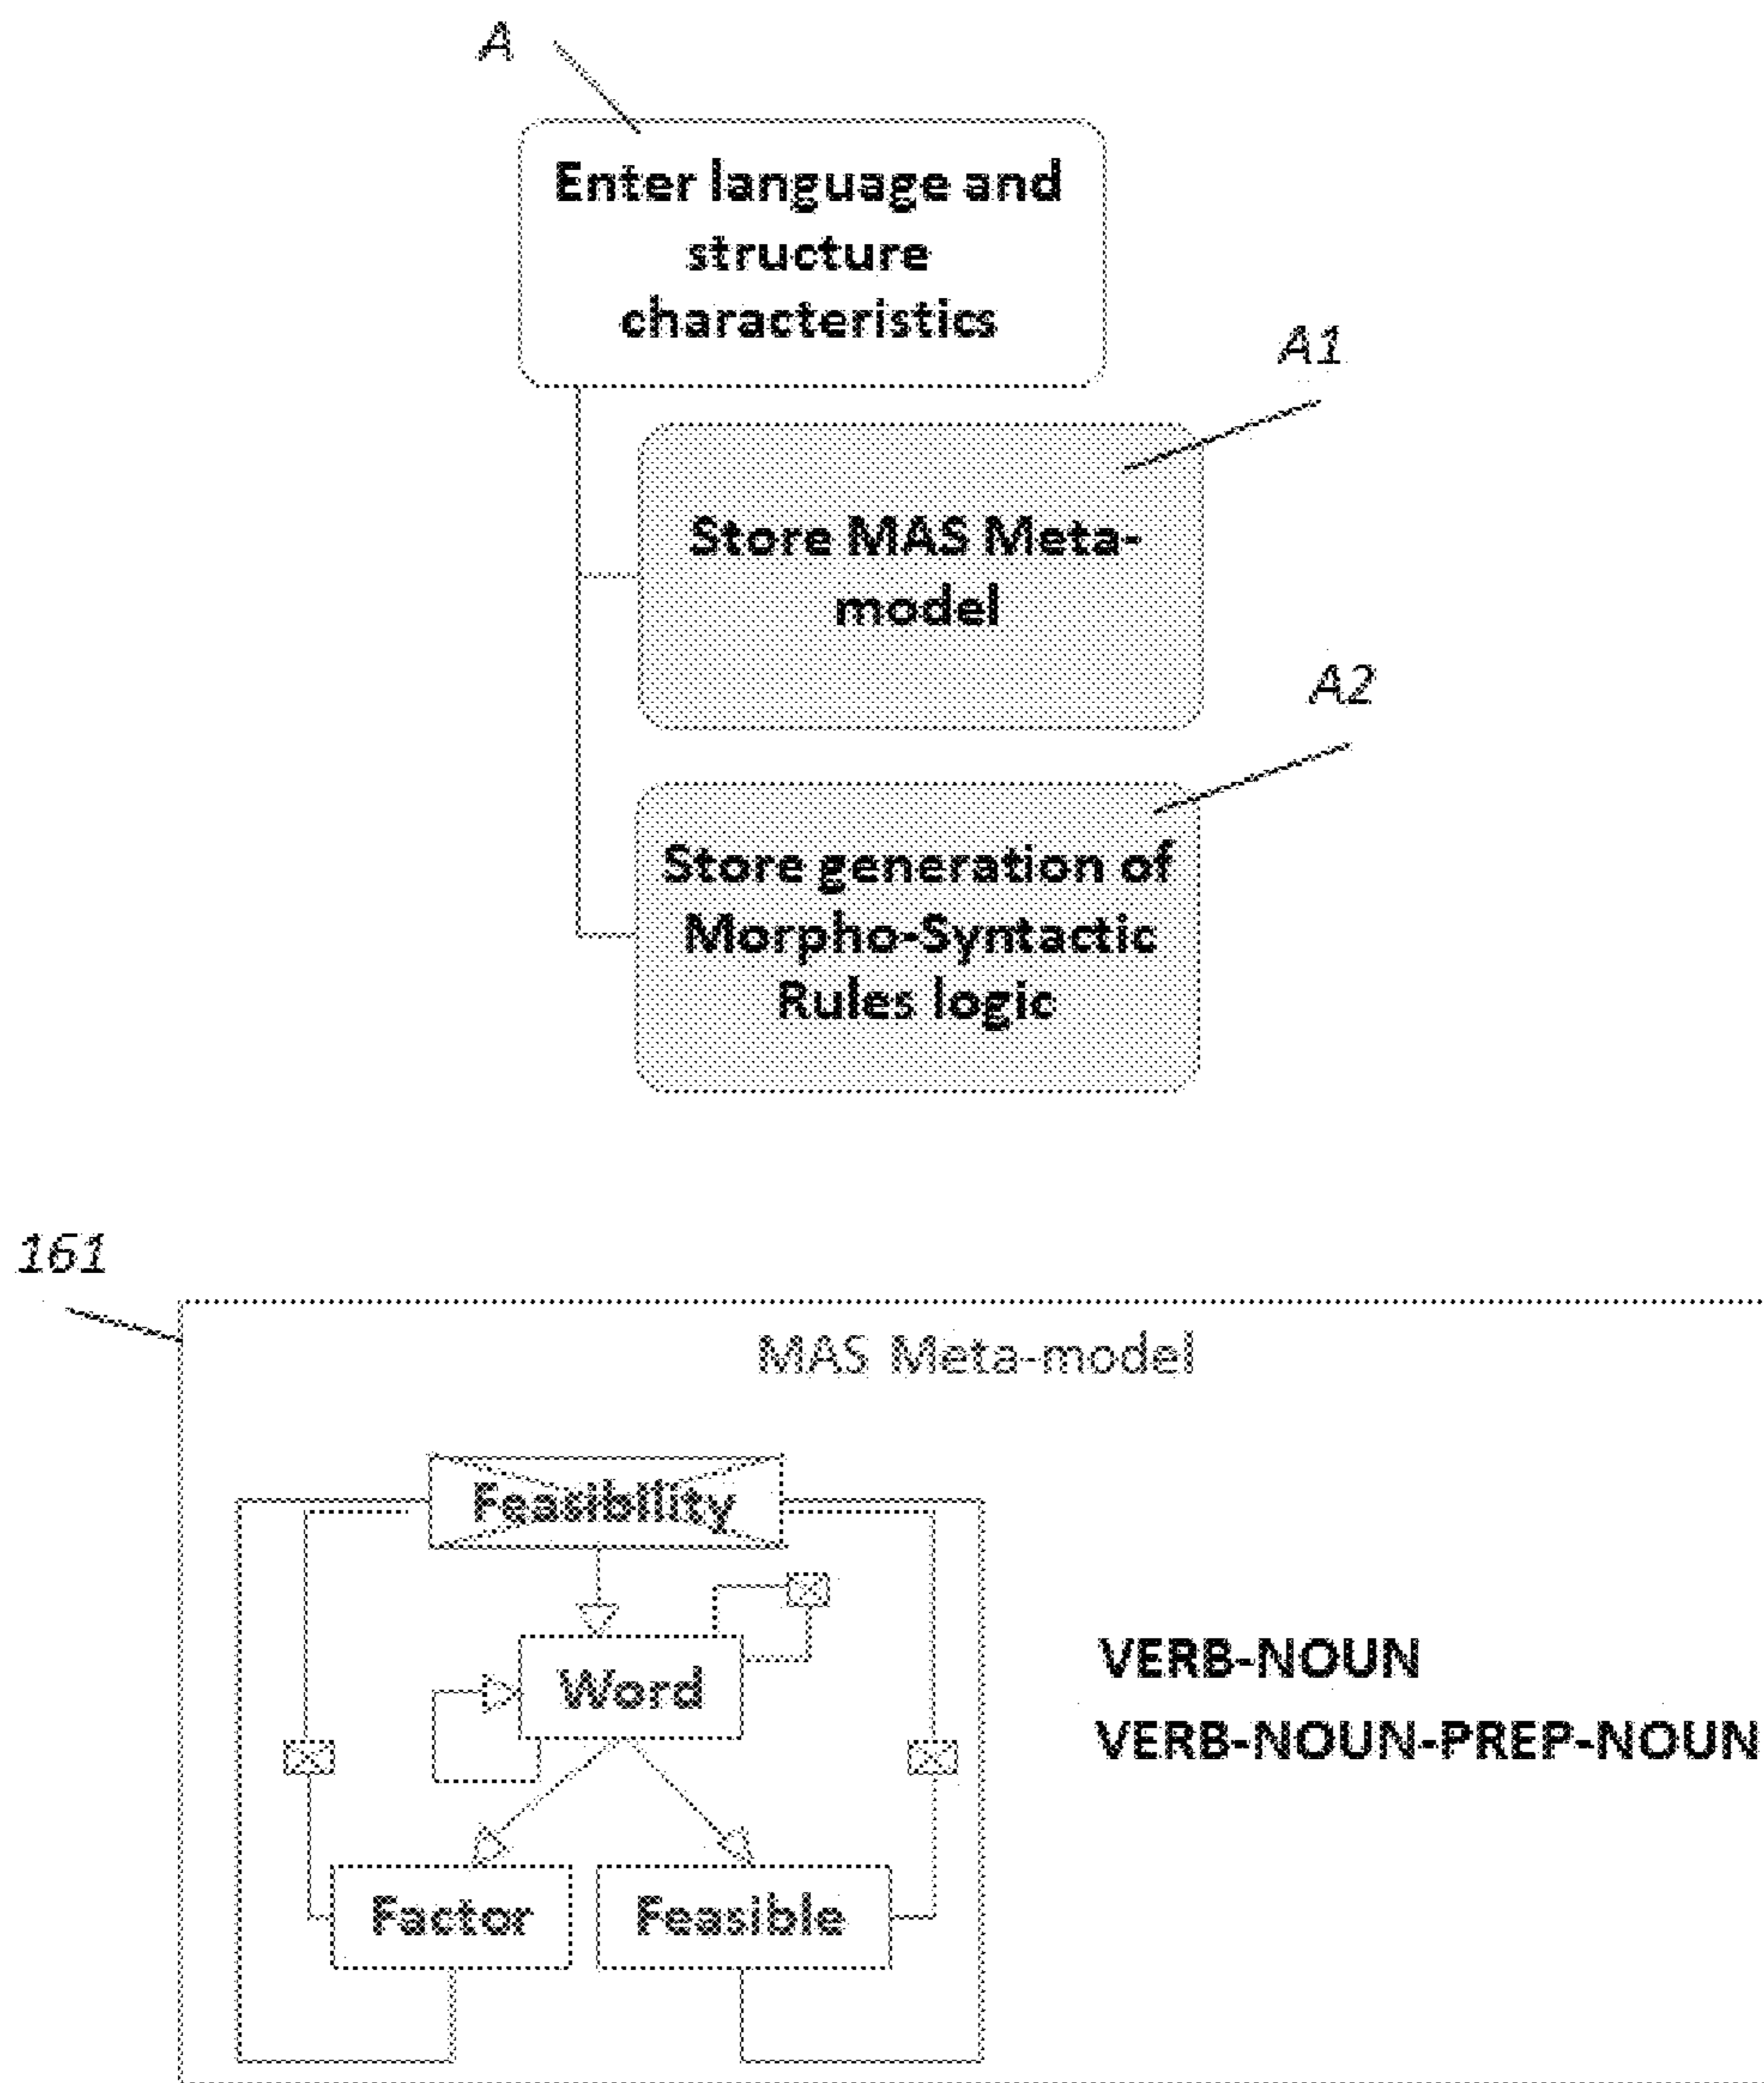 A
Enter language and
structure
characteristics
A1
Store MAS Meta-
model
A2
Store generation of
Morpho-Syntactic
Rules logic
161
MAS Meta-model
Feasibility
Word
VERB-NOUN
VERB-NOUN-PREP-NOUN
Factor
Feasible